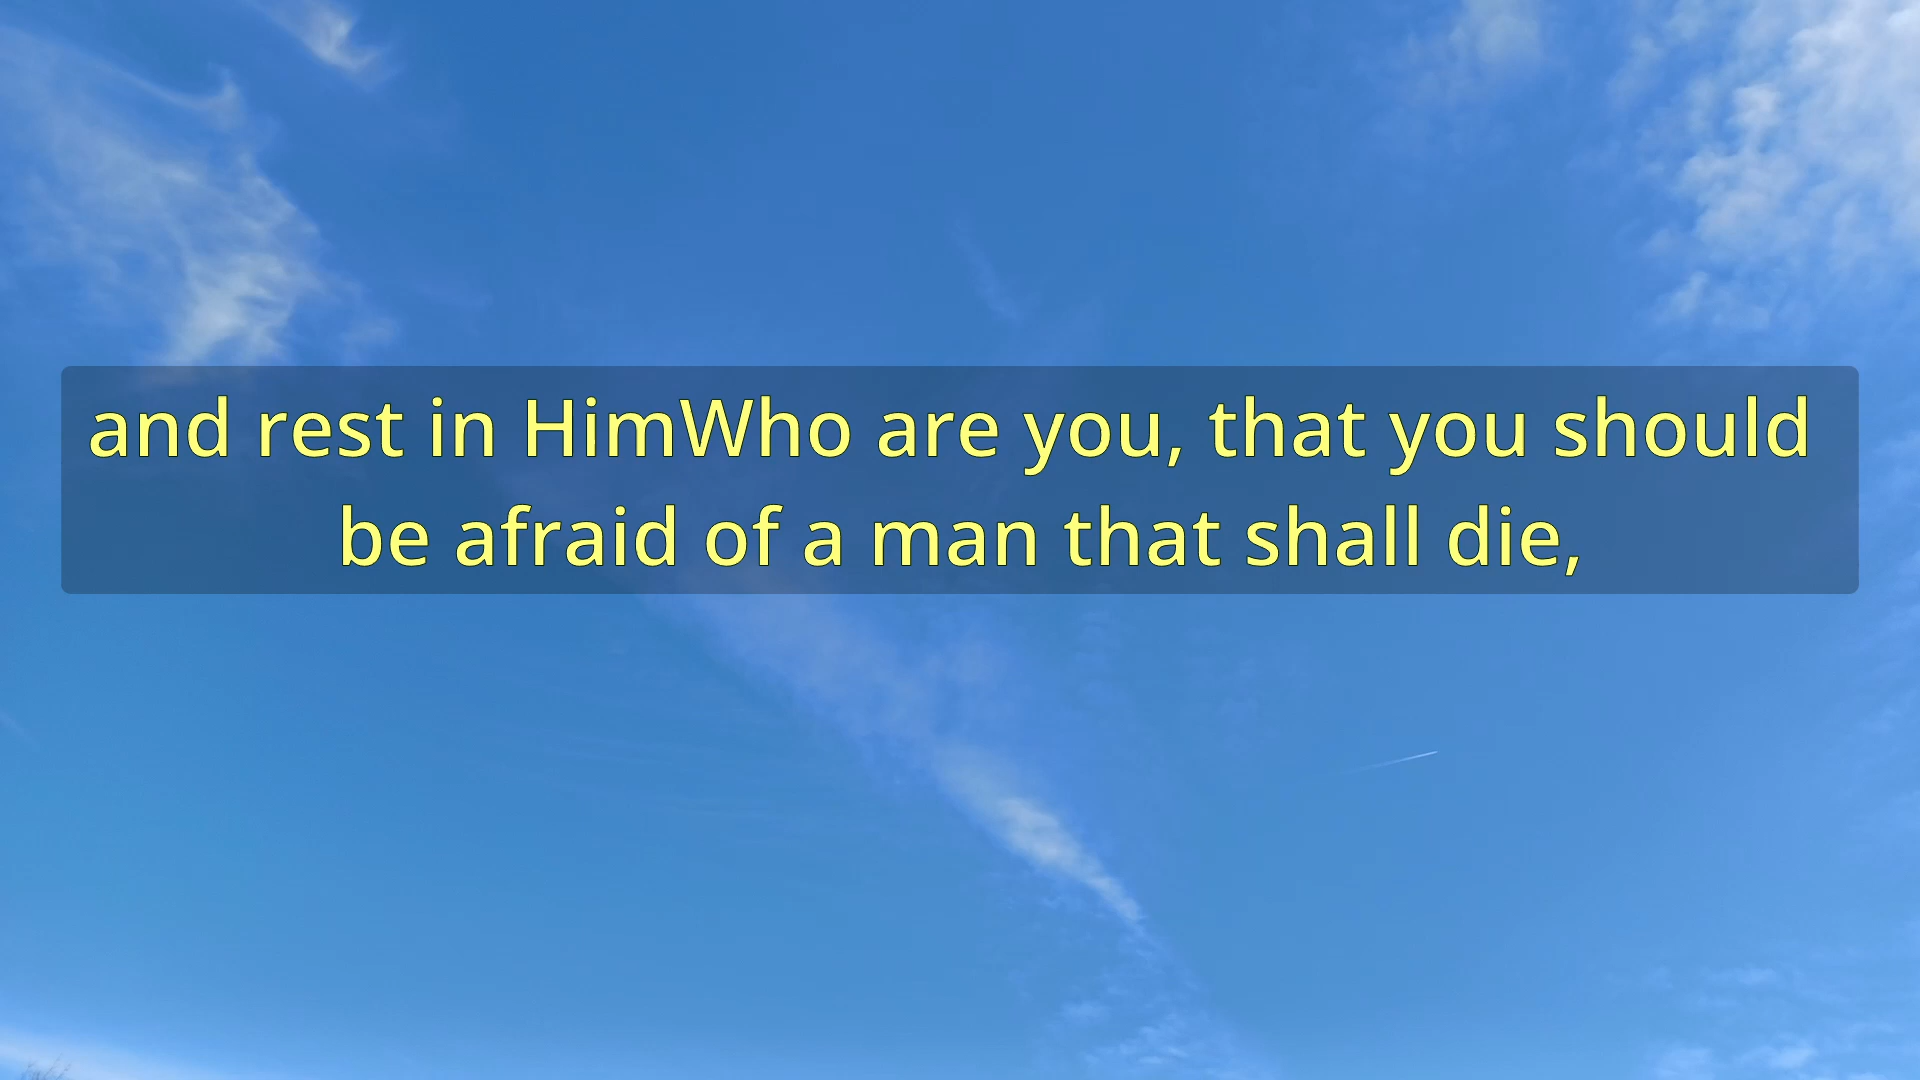 and rest in HimWho are you, that you should
be afraid of a man that shall die,